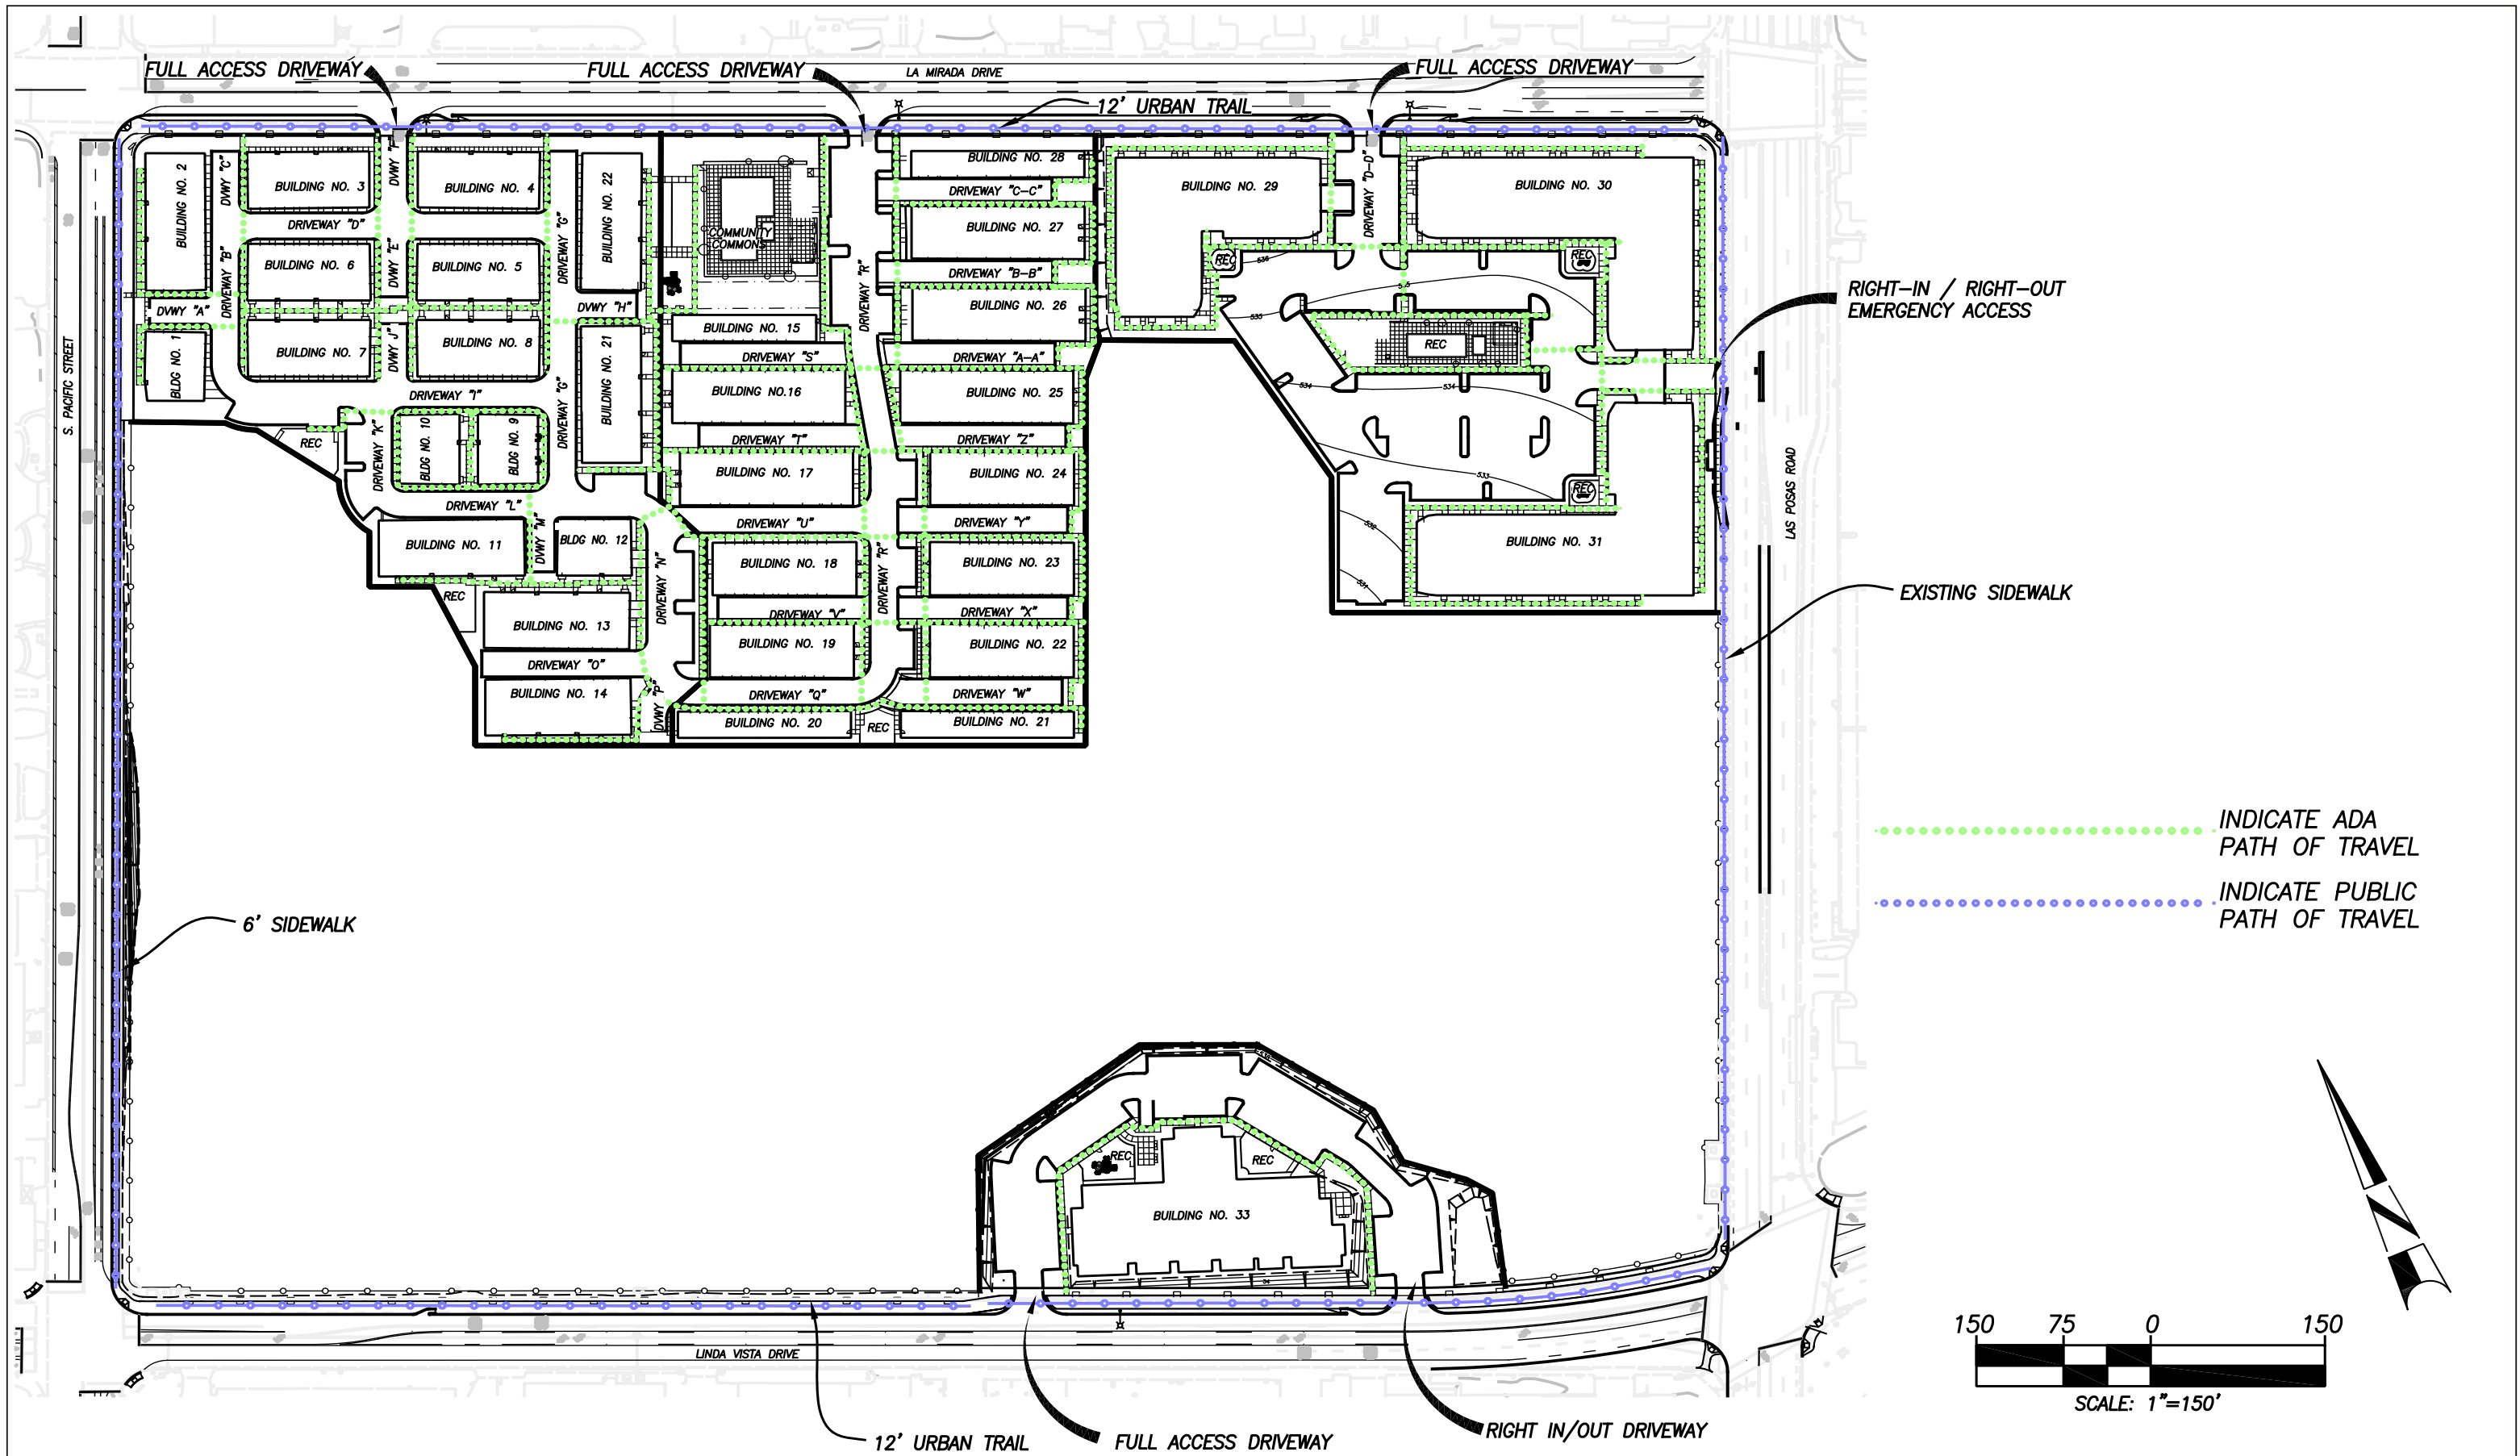 FULL ACCESS DRIVEWAY
FULL ACCESS DRIVEWAY
LA MIRADA DRIVE
FULL ACCESS DRIVEWAY
12' URBAN TRAIL
BUILDING NO. 2
DVWY "C"
BUILDING NO. 3
DVWY "F"
BUILDING NO. 4
BUILDING NO. 22
COMMUNITY
COMMONS
BUILDING NO. 28
DRIVEWAY "C-C"
BUILDING NO. 29
DRIVEWAY "D-D"
BUILDING NO. 30
DRIVEWAY "B"
DRIVEWAY "D"
DVWY "E"
DRIVEWAY "G"
BUILDING NO. 6
BUILDING NO. 5
DRIVEWAY "R"
BUILDING NO. 27
DRIVEWAY "B-B"
REC
536
REC
535
RIGHT-IN / RIGHT-OUT
EMERGENCY ACCESS
DVWY "A"
DVWY "H"
BUILDING NO. 26
535
BLDG NO. 1
BUILDING NO. 7
DVWY "J"
BUILDING NO. 8
BUILDING NO. 21
BUILDING NO. 15
DRIVEWAY "S"
DRIVEWAY "A-A"
REC
S. PACIFIC STREET
DRIVEWAY "I"
DRIVEWAY "G"
BUILDING NO.16
BUILDING NO. 25
534
534
REC
DRIVEWAY "K"
BLDG NO. 10
BLDG NO. 9
DRIVEWAY "T"
DRIVEWAY "Z"
BUILDING NO. 17
BUILDING NO. 24
533
REC
LAS POSAS ROAD
DRIVEWAY "L"
DVWY "M"
DRIVEWAY "U"
DRIVEWAY "Y"
532
BUILDING NO. 11
BLDG NO. 12
DRIVEWAY "N"
BUILDING NO. 18
DRIVEWAY "R"
BUILDING NO. 23
BUILDING NO. 31
531
EXISTING SIDEWALK
REC
BUILDING NO. 13
DRIVEWAY "V"
DRIVEWAY "X"
BUILDING NO. 19
BUILDING NO. 22
DRIVEWAY "O"
BUILDING NO. 14
DVWY "P"
DRIVEWAY "Q"
DRIVEWAY "W"
BUILDING NO. 20
REC
BUILDING NO. 21
INDICATE ADA
PATH OF TRAVEL
INDICATE PUBLIC
PATH OF TRAVEL
6' SIDEWALK
REC
REC
BUILDING NO. 33
LINDA VISTA DRIVE
150 75 0 150
SCALE: 1"=150'
12' URBAN TRAIL
FULL ACCESS DRIVEWAY
RIGHT IN/OUT DRIVEWAY